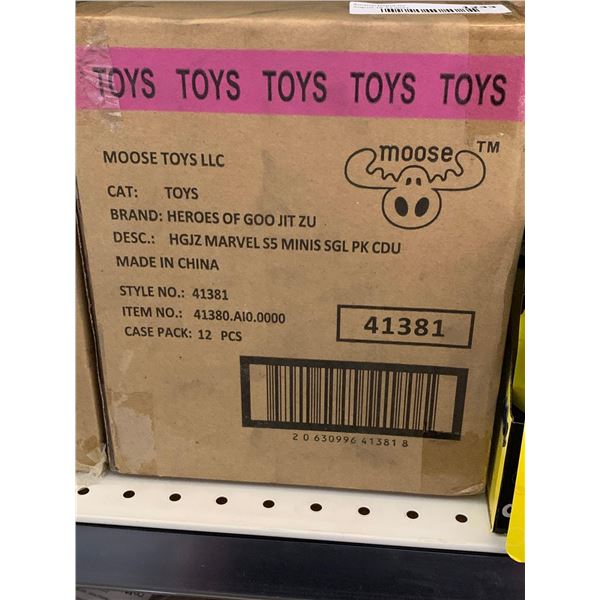 TOYS TOYS TOYS TOYS TOYS
MOOSE TOYS LLC
moose TM
CAT: TOYS
BRAND: HEROES OF GOO JIT ZU
DESC.: HGJZ MARVEL S5 MINIS SGL PK CDU
MADE IN CHINA
STYLE NO.: 41381
ITEM NO.: 41380.AI0.0000
CASE PACK: 12 PCS
41381
2 0 630996 41381 8